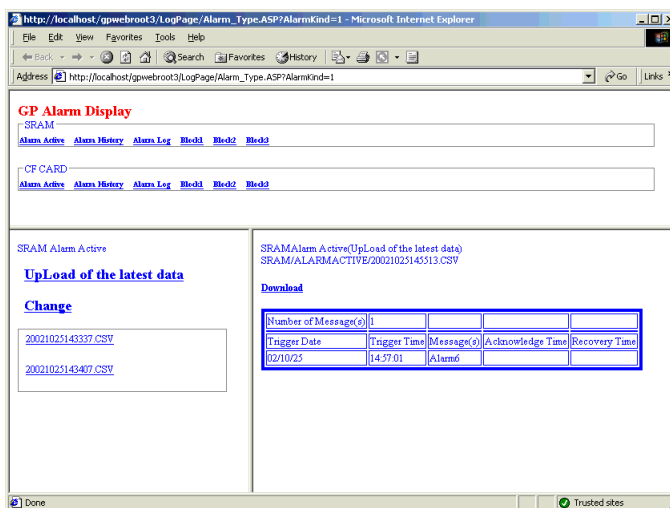 http://localhost/gpwebroot3/LogPage/Alarm_Type.ASP?AlarmKind=1 - Microsoft Internet Explorer
File Edit View Favorites Tools Help
Back Search Favorites History
Address http://localhost/gpwebroot3/LogPage/Alarm_Type.ASP?AlarmKind=1 Go Links »
GP Alarm Display
SRAM
Alarm Active Alarm History Alarm Log Block1 Block2 Block3
CF CARD
Alarm Active Alarm History Alarm Log Block1 Block2 Block3
SRAM Alarm Active
UpLoad of the latest data
Change
20021025143337.CSV
20021025143407.CSV
SRAMAlarm Active(UpLoad of the latest data)
SRAM/ALARMACTIVE/20021025145513.CSV
Download
Number of Message(s) 1
Trigger Date Trigger Time Message(s) Acknowledge Time Recovery Time
02/10/25 14:57:01 Alarm6
Done Trusted sites